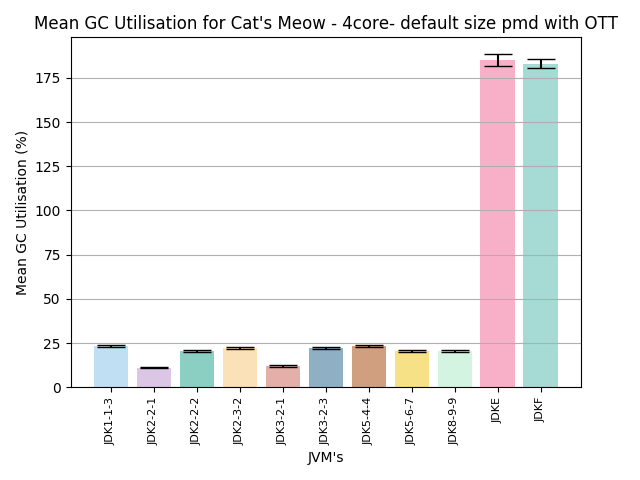 Mean GC Utilisation for Cat's Meow - 4core- default size pmd with OTT
Mean GC Utilisation (%)
175
150
125
100
75
50
25
0
JDK1-1-3
JDK2-2-1
JDK2-2-2
JDK2-3-2
JDK3-2-1
JDK3-2-3
JDK5-4-4
JDK5-6-7
JDK8-9-9
JDKE
JDKF
JVM's